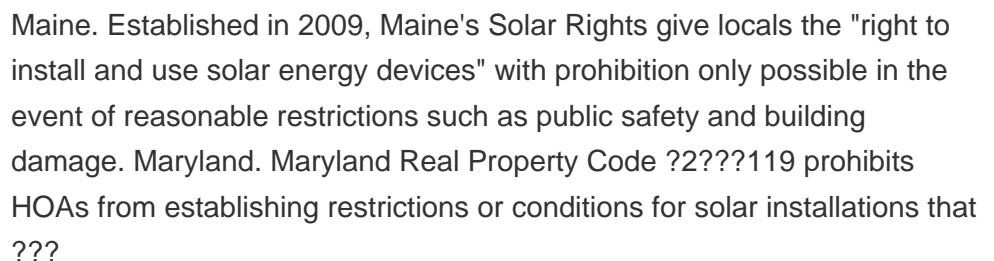 Maine. Established in 2009, Maine's Solar Rights give locals the "right to
install and use solar energy devices" with prohibition only possible in the
event of reasonable restrictions such as public safety and building
damage. Maryland. Maryland Real Property Code ?2???119 prohibits
HOAs from establishing restrictions or conditions for solar installations that
???